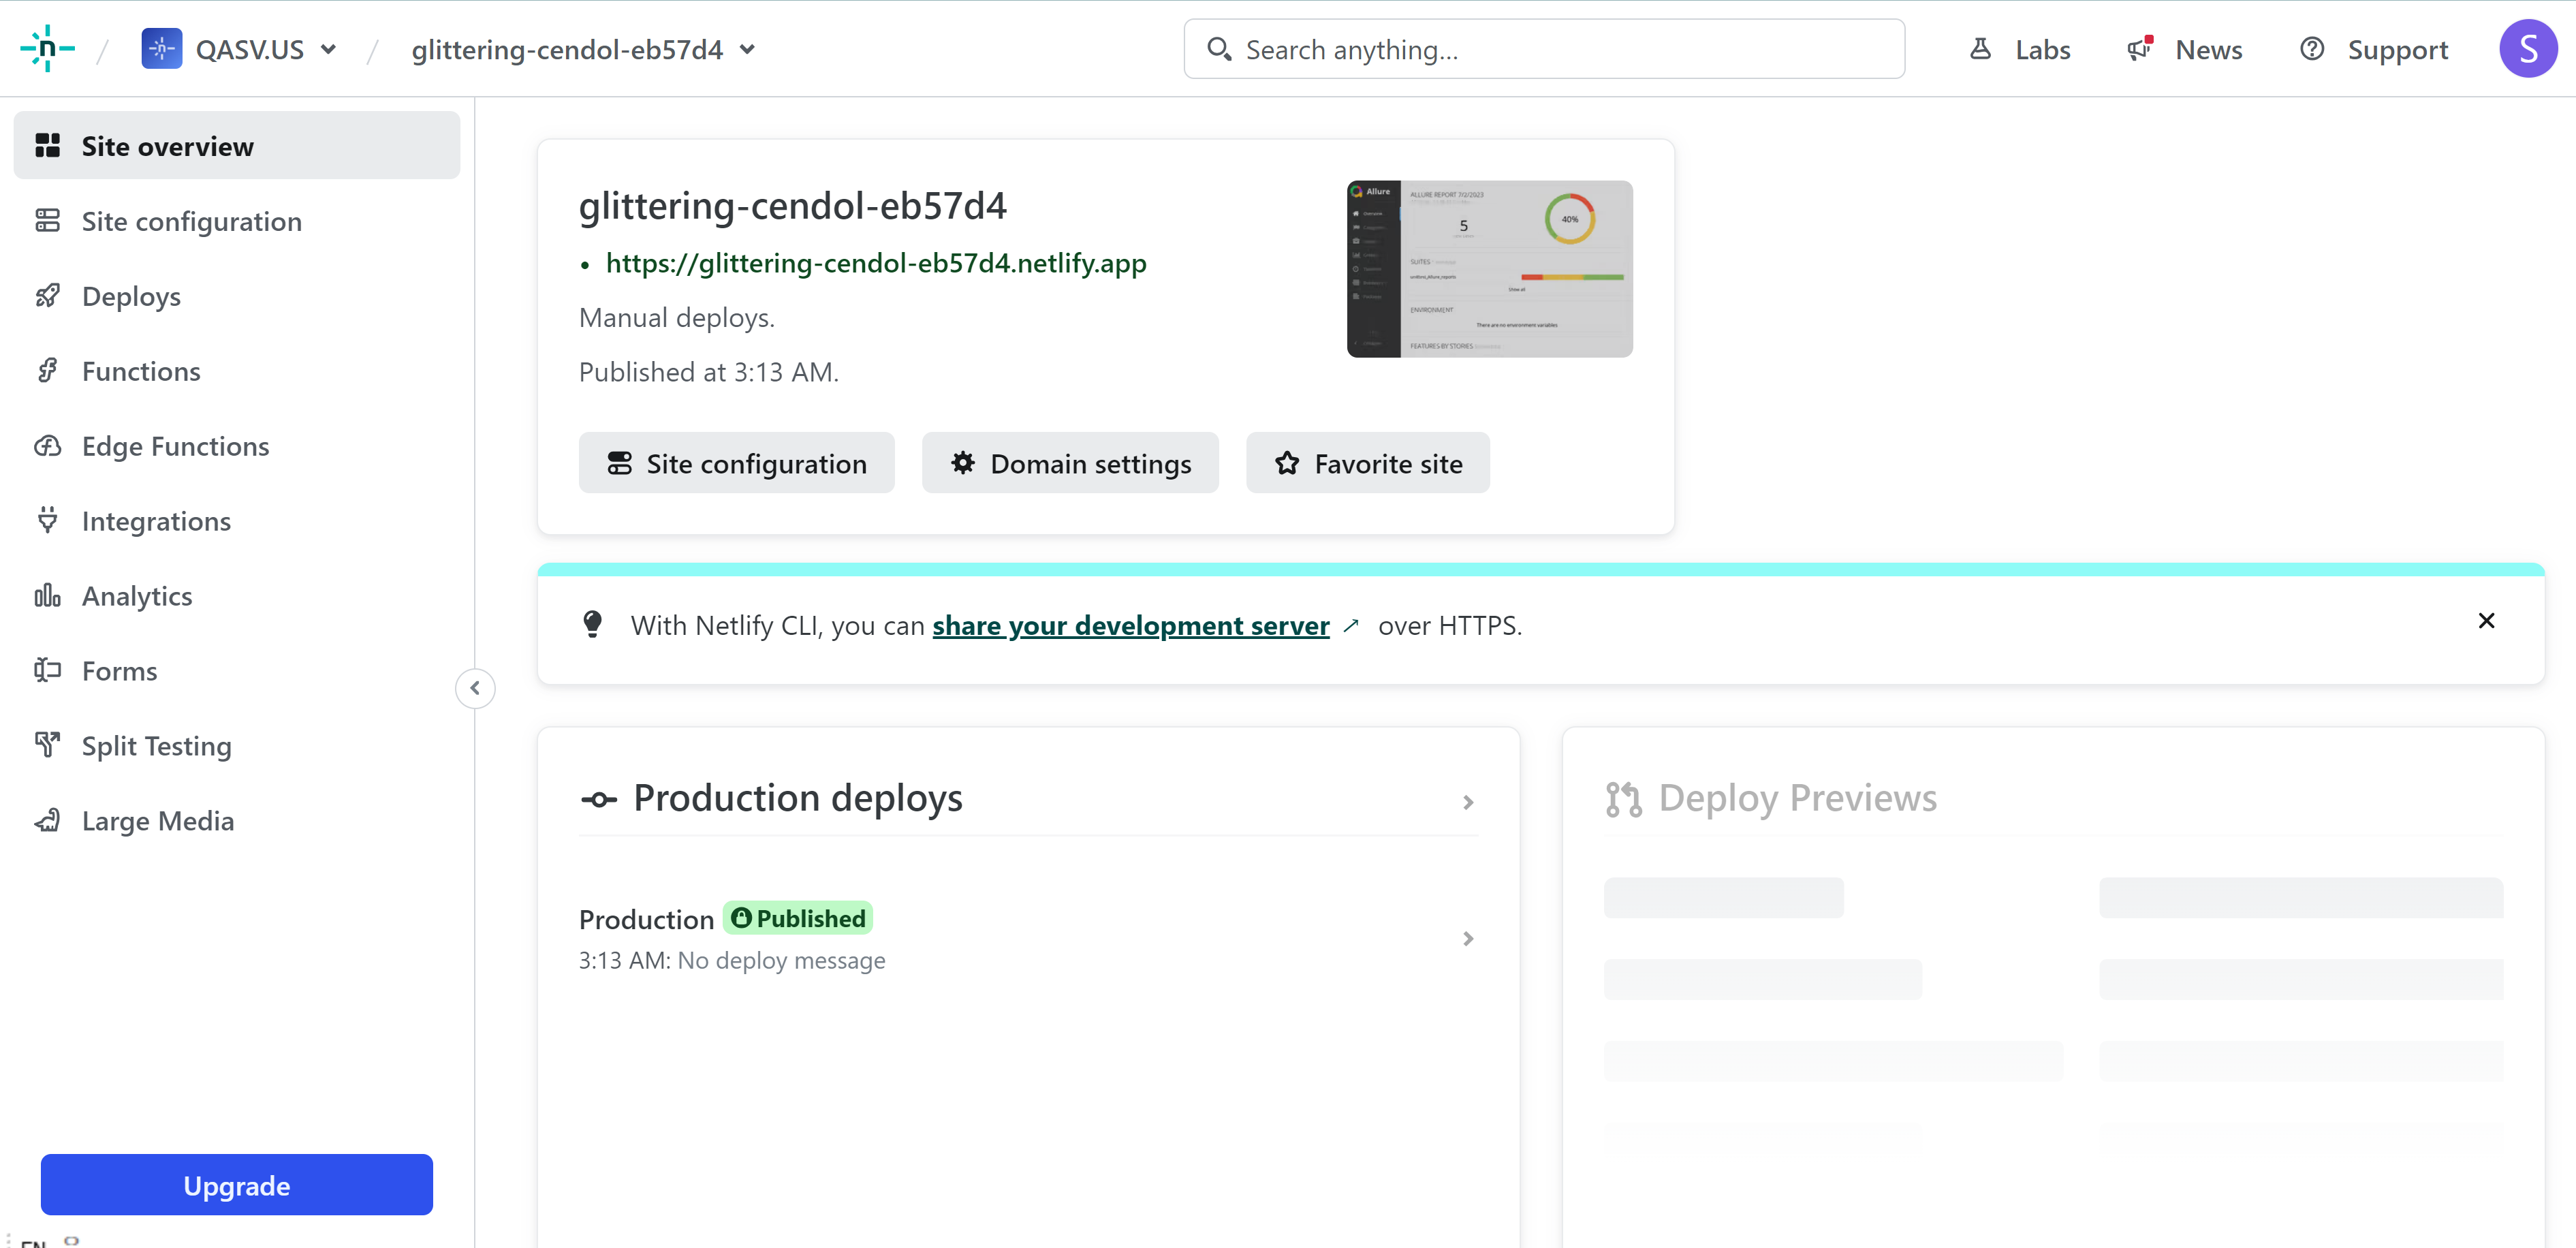 n / QASV.US / glittering-cendol-eb57d4
Search anything...
Labs
News
Support
S
Site overview
Site configuration
Deploys
Functions
Edge Functions
Integrations
Analytics
Forms
Split Testing
Large Media
Upgrade
glittering-cendol-eb57d4
• https://glittering-cendol-eb57d4.netlify.app
Manual deploys.
Published at 3:13 AM.
Site configuration
Domain settings
Favorite site
Allure
ALLURE REPORT 7/2/2023
5
40%
SUITES
Show all
ENVIRONMENT
There are no environment variables
FEATURES BY STORIES
With Netlify CLI, you can share your development server ↗ over HTTPS.
Production deploys
Production Published
3:13 AM: No deploy message
Deploy Previews